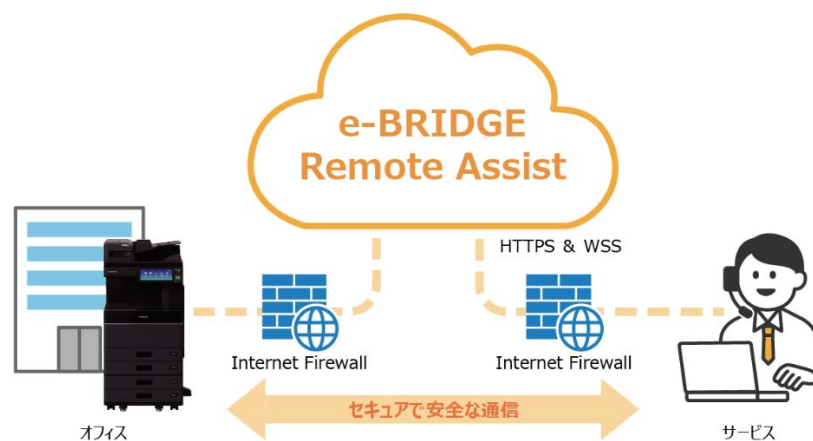 e-BRIDGE
Remote Assist
HTTPS & WSS
Internet Firewall
Internet Firewall
セキュアで安全な通信
オフィス
サービス